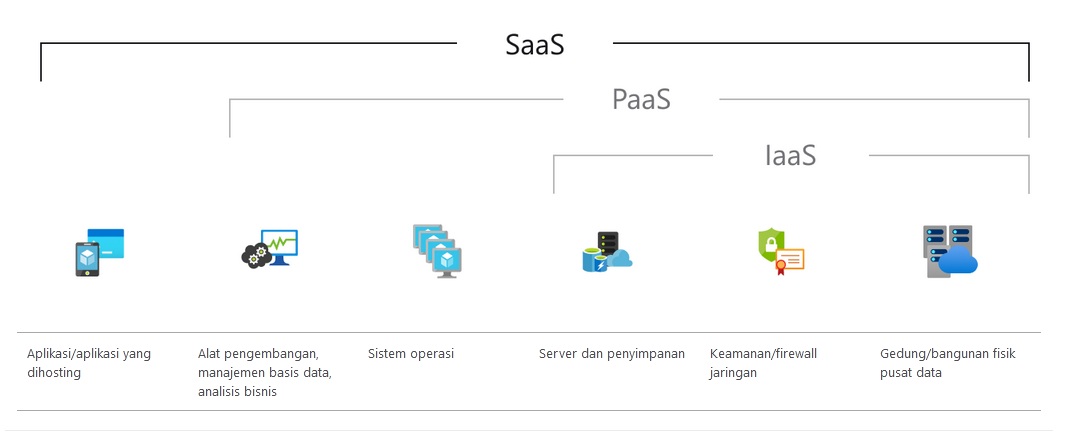 SaaS
PaaS
IaaS
Aplikasi/aplikasi yang
dihosting
Alat pengembangan,
manajemen basis data,
analisis bisnis
Sistem operasi
Server dan penyimpanan
Keamanan/firewall
jaringan
Gedung/bangunan fisik
pusat data